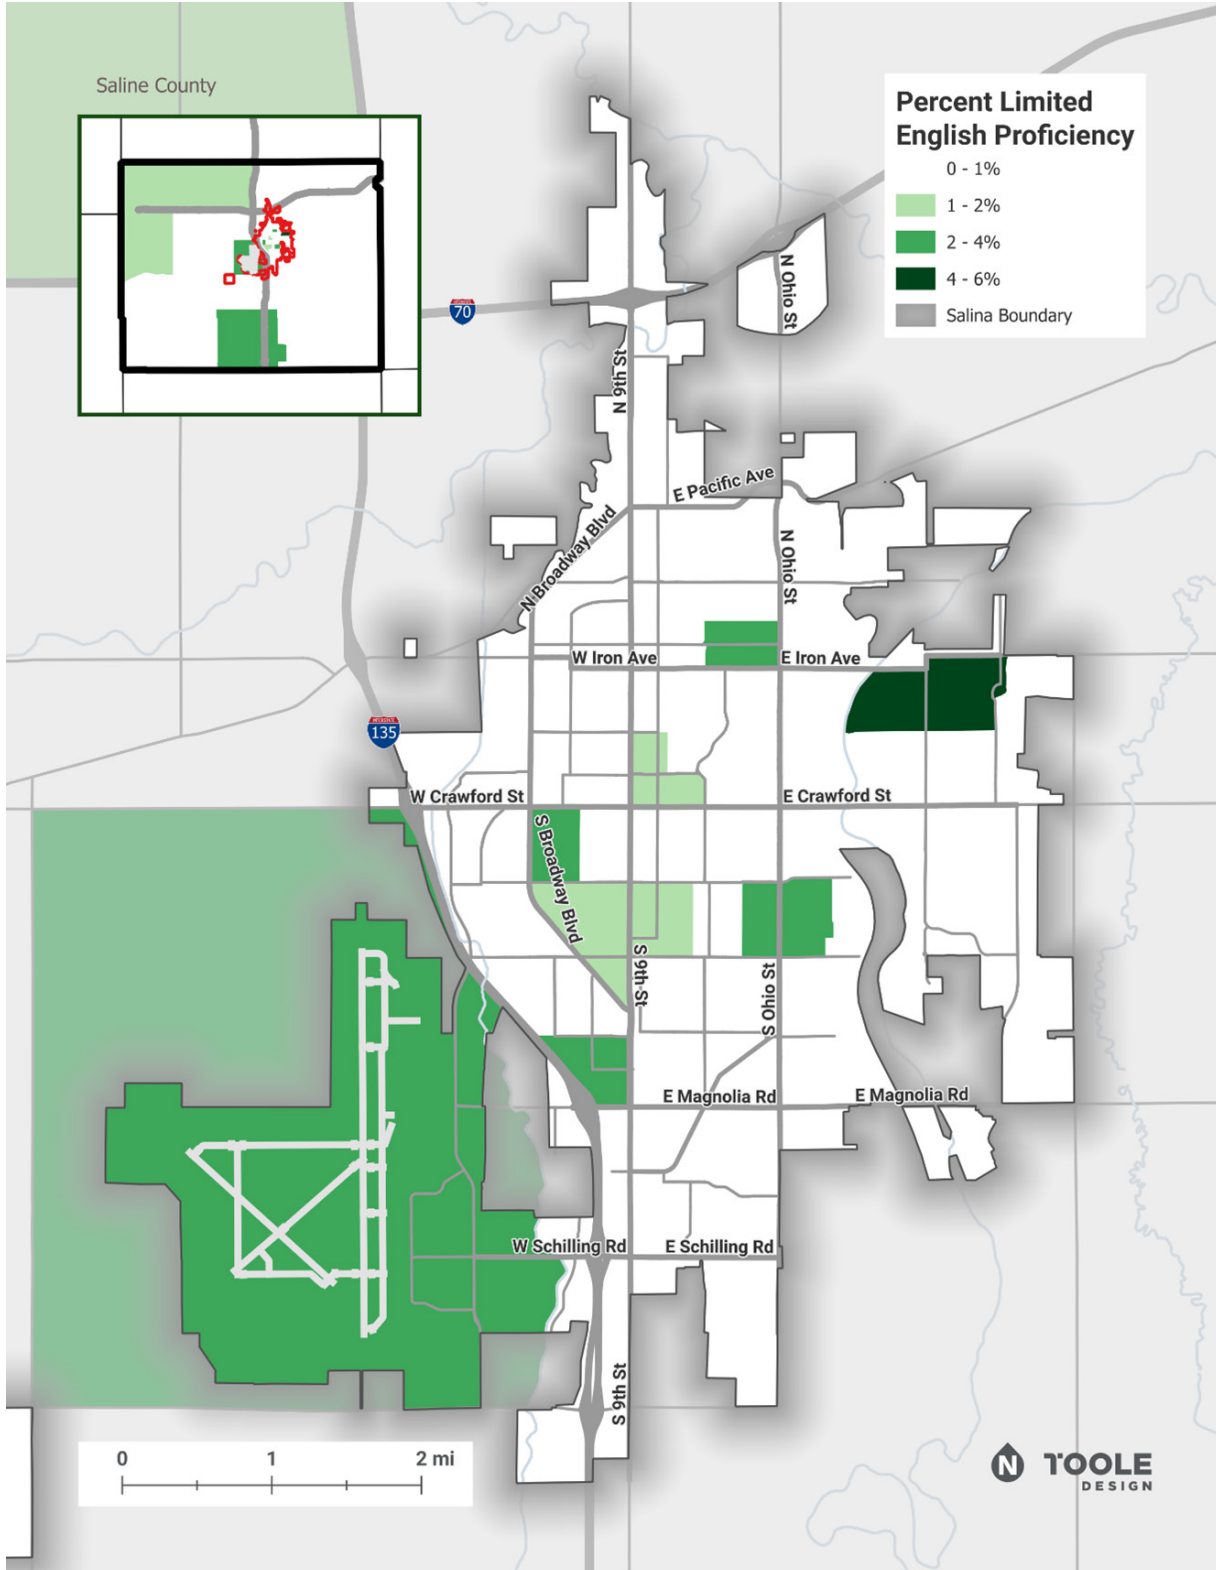 Saline County
Percent Limited
English Proficiency
0 - 1%
1 - 2%
2 - 4%
4 - 6%
Salina Boundary
N Ohio St
INTERSTATE
70
N 9th St
E Pacific Ave
N Broadway Blvd
N Ohio St
W Iron Ave
E Iron Ave
INTERSTATE
135
W Crawford St
E Crawford St
S Broadway Blvd
S 9th St
S Ohio St
E Magnolia Rd
E Magnolia Rd
W Schilling Rd
E Schilling Rd
S 9th St
0 1 2 mi
N
TOOLE
DESIGN